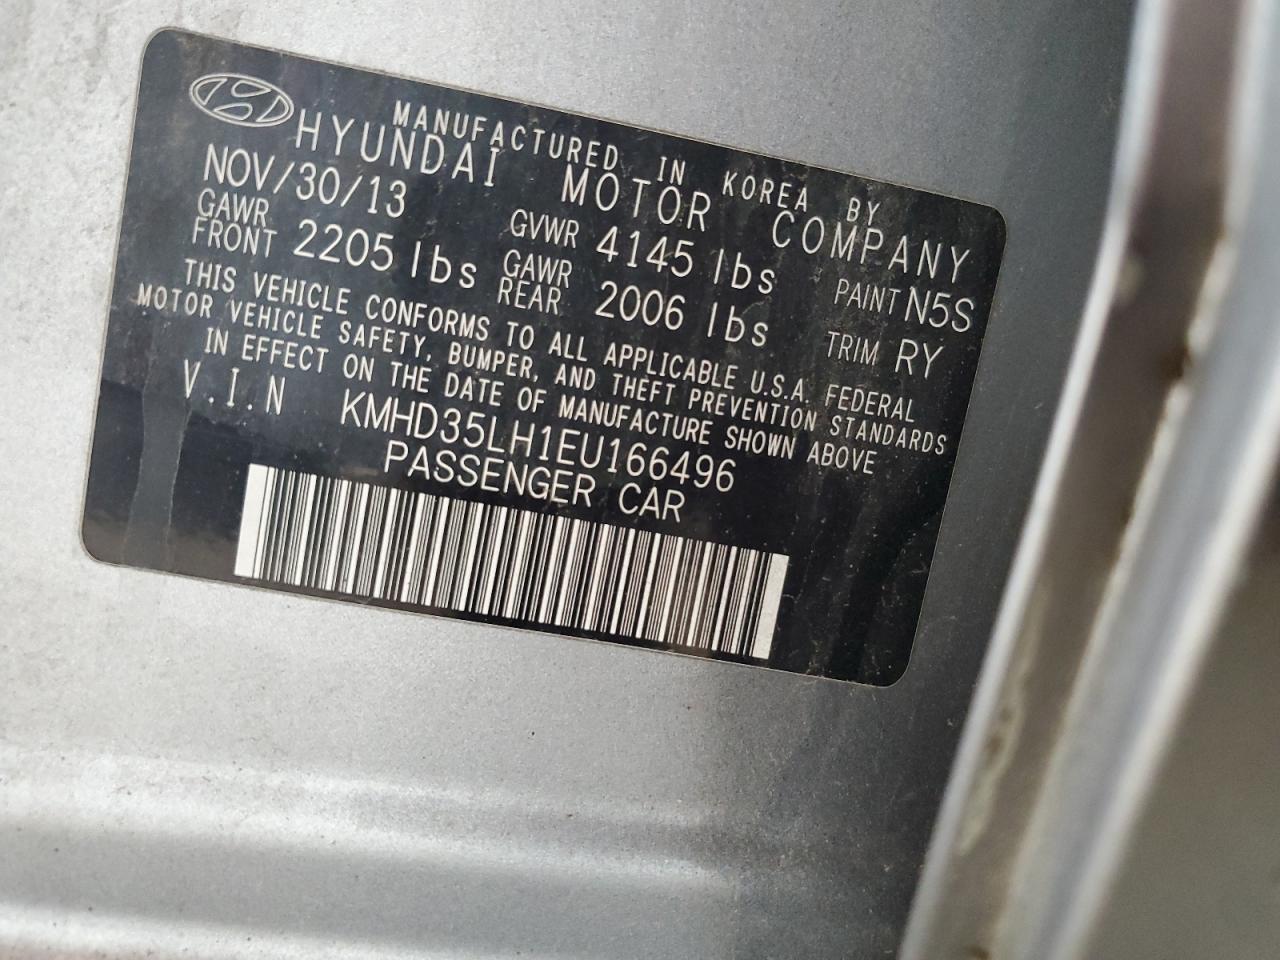 MANUFACTURED IN KOREA BY
HYUNDAI MOTOR COMPANY
NOV/30/13 GVWR 4145 lbs PAINT N5S
GAWR FRONT 2205 lbs GAWR REAR 2006 lbs TRIM RY
THIS VEHICLE CONFORMS TO ALL APPLICABLE U.S.A. FEDERAL
MOTOR VEHICLE SAFETY, BUMPER, AND THEFT PREVENTION STANDARDS
IN EFFECT ON THE DATE OF MANUFACTURE SHOWN ABOVE
V.I.N KMHD35LH1EU166496
PASSENGER CAR